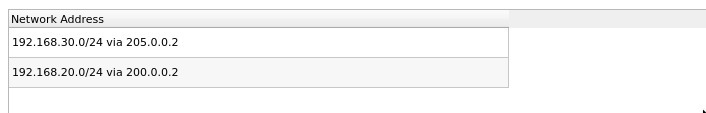 Network Address
192.168.30.0/24 via 205.0.0.2
192.168.20.0/24 via 200.0.0.2